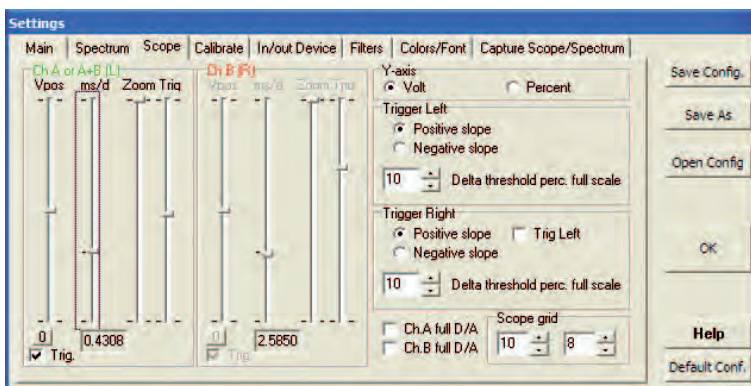 Settings
Main Spectrum Scope Calibrate In/out Device Filters Colors/Font Capture Scope/Spectrum
Ch A or A+B (L)
Vpos ms/d Zoom Trig
0 0.4308
Trig.
Ch B (R)
Vpos ms/d Zoom Trig
0 2.5850
Trig.
Y-axis
Volt Percent
Trigger Left
Positive slope
Negative slope
10 Delta threshold perc. full scale
Trigger Right
Positive slope Trig Left
Negative slope
10 Delta threshold perc. full scale
Ch.A full D/A
Ch.B full D/A
Scope grid
10 8
Save Config.
Save As
Open Config
OK
Help
Default Conf.